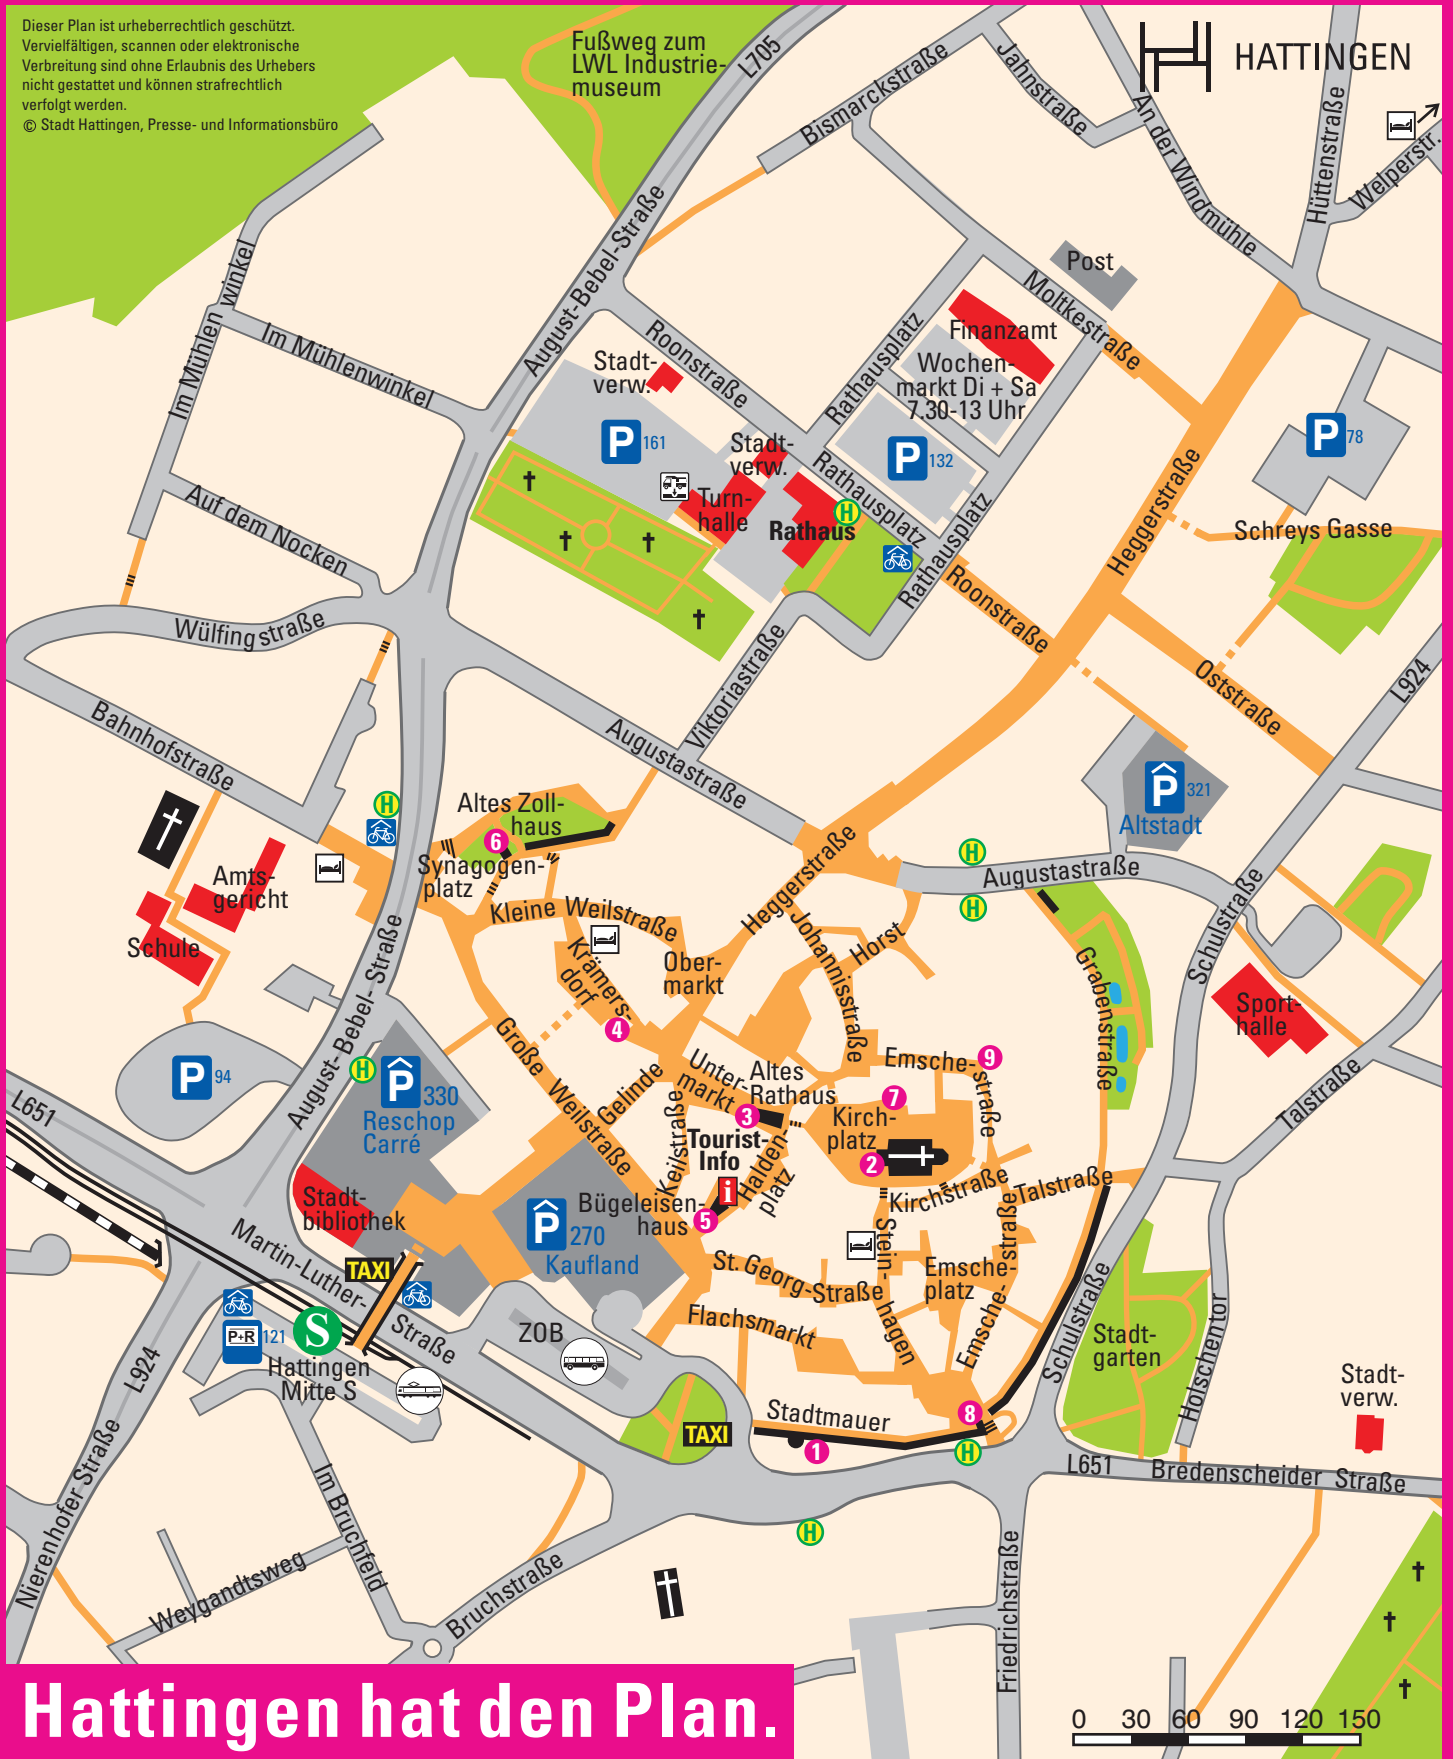 Dieser Plan ist urheberrechtlich geschützt.
Vervielfältigen, scannen oder elektronische
Verbreitung sind ohne Erlaubnis des Urhebers
nicht gestattet und können strafrechtlich
verfolgt werden.
© Stadt Hattingen, Presse- und Informationsbüro
Fußweg zum
LWL Industrie-
museum
L705
Bismarckstraße
Jahnstraße
An der Windmühle
HATTINGEN
Hüttenstraße
Welperstr.
August-Bebel-Straße
Im Mühlen winkel
Im Mühlenwinkel
Post
Moltkestraße
Finanzamt
Wochen-
markt Di + Sa
7.30-13 Uhr
Rathausplatz
Roonstraße
Stadt-
verw.
P 161
Stadt-
verw.
Turn-
halle
Rathaus
H
Rathausplatz
P 132
Rathausplatz
P 78
Heggerstraße
Schreys Gasse
Auf dem Nocken
Wülfingstraße
Roonstraße
Oststraße
L924
Viktoriastraße
Bahnhofstraße
Augustastraße
P 321
Altstadt
H
Altes Zoll-
haus
6
Synagogen-
platz
Heggerstraße
H
Augustastraße
H
Amts-
gericht
Schule
Kleine Weilstraße
Krämers-
dorf
Ober-
markt
Johannisstraße
Horst
Grabenstraße
Schulstraße
Sport-
halle
August-Bebel-Straße
4
Große Weilstraße
Gelinde
Unter-
markt
Altes
Rathaus
3
Emsche-
straße
9
7
Kirch-
platz
2
Talstraße
P 94
H
P 330
Reschop
Carré
L651
Keilstraße
Tourist-
Info
i
Halden-
platz
Kirchstraße
Talstraße
Stadt-
bibliothek
Bügeleisen-
haus
5
P 270
Kaufland
Martin-Luther-
Straße
TAXI
St. Georg-Straße
Stein-
hagen
Emsche-
platz
Emsche-
straße
Flachsmarkt
ZOB
P+R 121
S
Hattingen
Mitte S
L924
Schulstraße
Stadt-
garten
Holschentor
Stadt-
verw.
Stadtmauer
8
TAXI
1
H
H
L651
Bredenscheider Straße
Nierenhofer Straße
Im Bruchfeld
Weygandtsweg
Bruchstraße
Friedrichstraße
Hattingen hat den Plan.
0 30 60 90 120 150